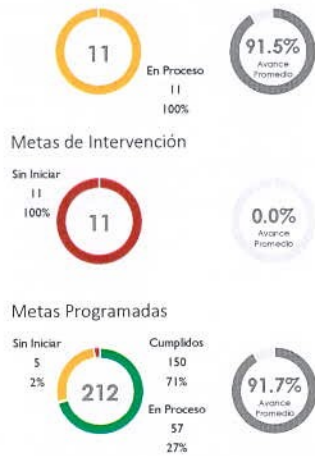 11
En Proceso
11
100%
91.5%
Avance
Promedio
Metas de Intervención
Sin Iniciar
11
100%
11
0.0%
Avance
Promedio
Metas Programadas
Sin Iniciar
5
2%
212
Cumplidos
150
71%
En Proceso
57
27%
91.7%
Avance
Promedio